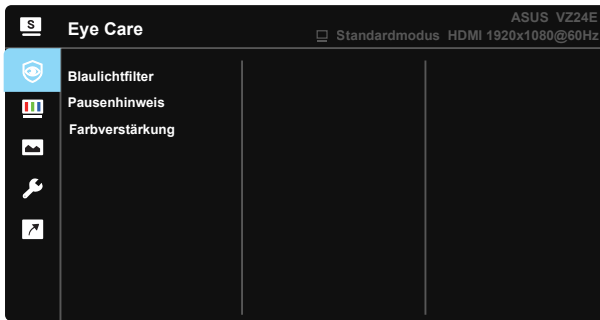 S
Eye Care
ASUS VZ24E
Standardmodus HDMI 1920x1080@60Hz
Blaulichtfilter
Pausenhinweis
Farbverstärkung